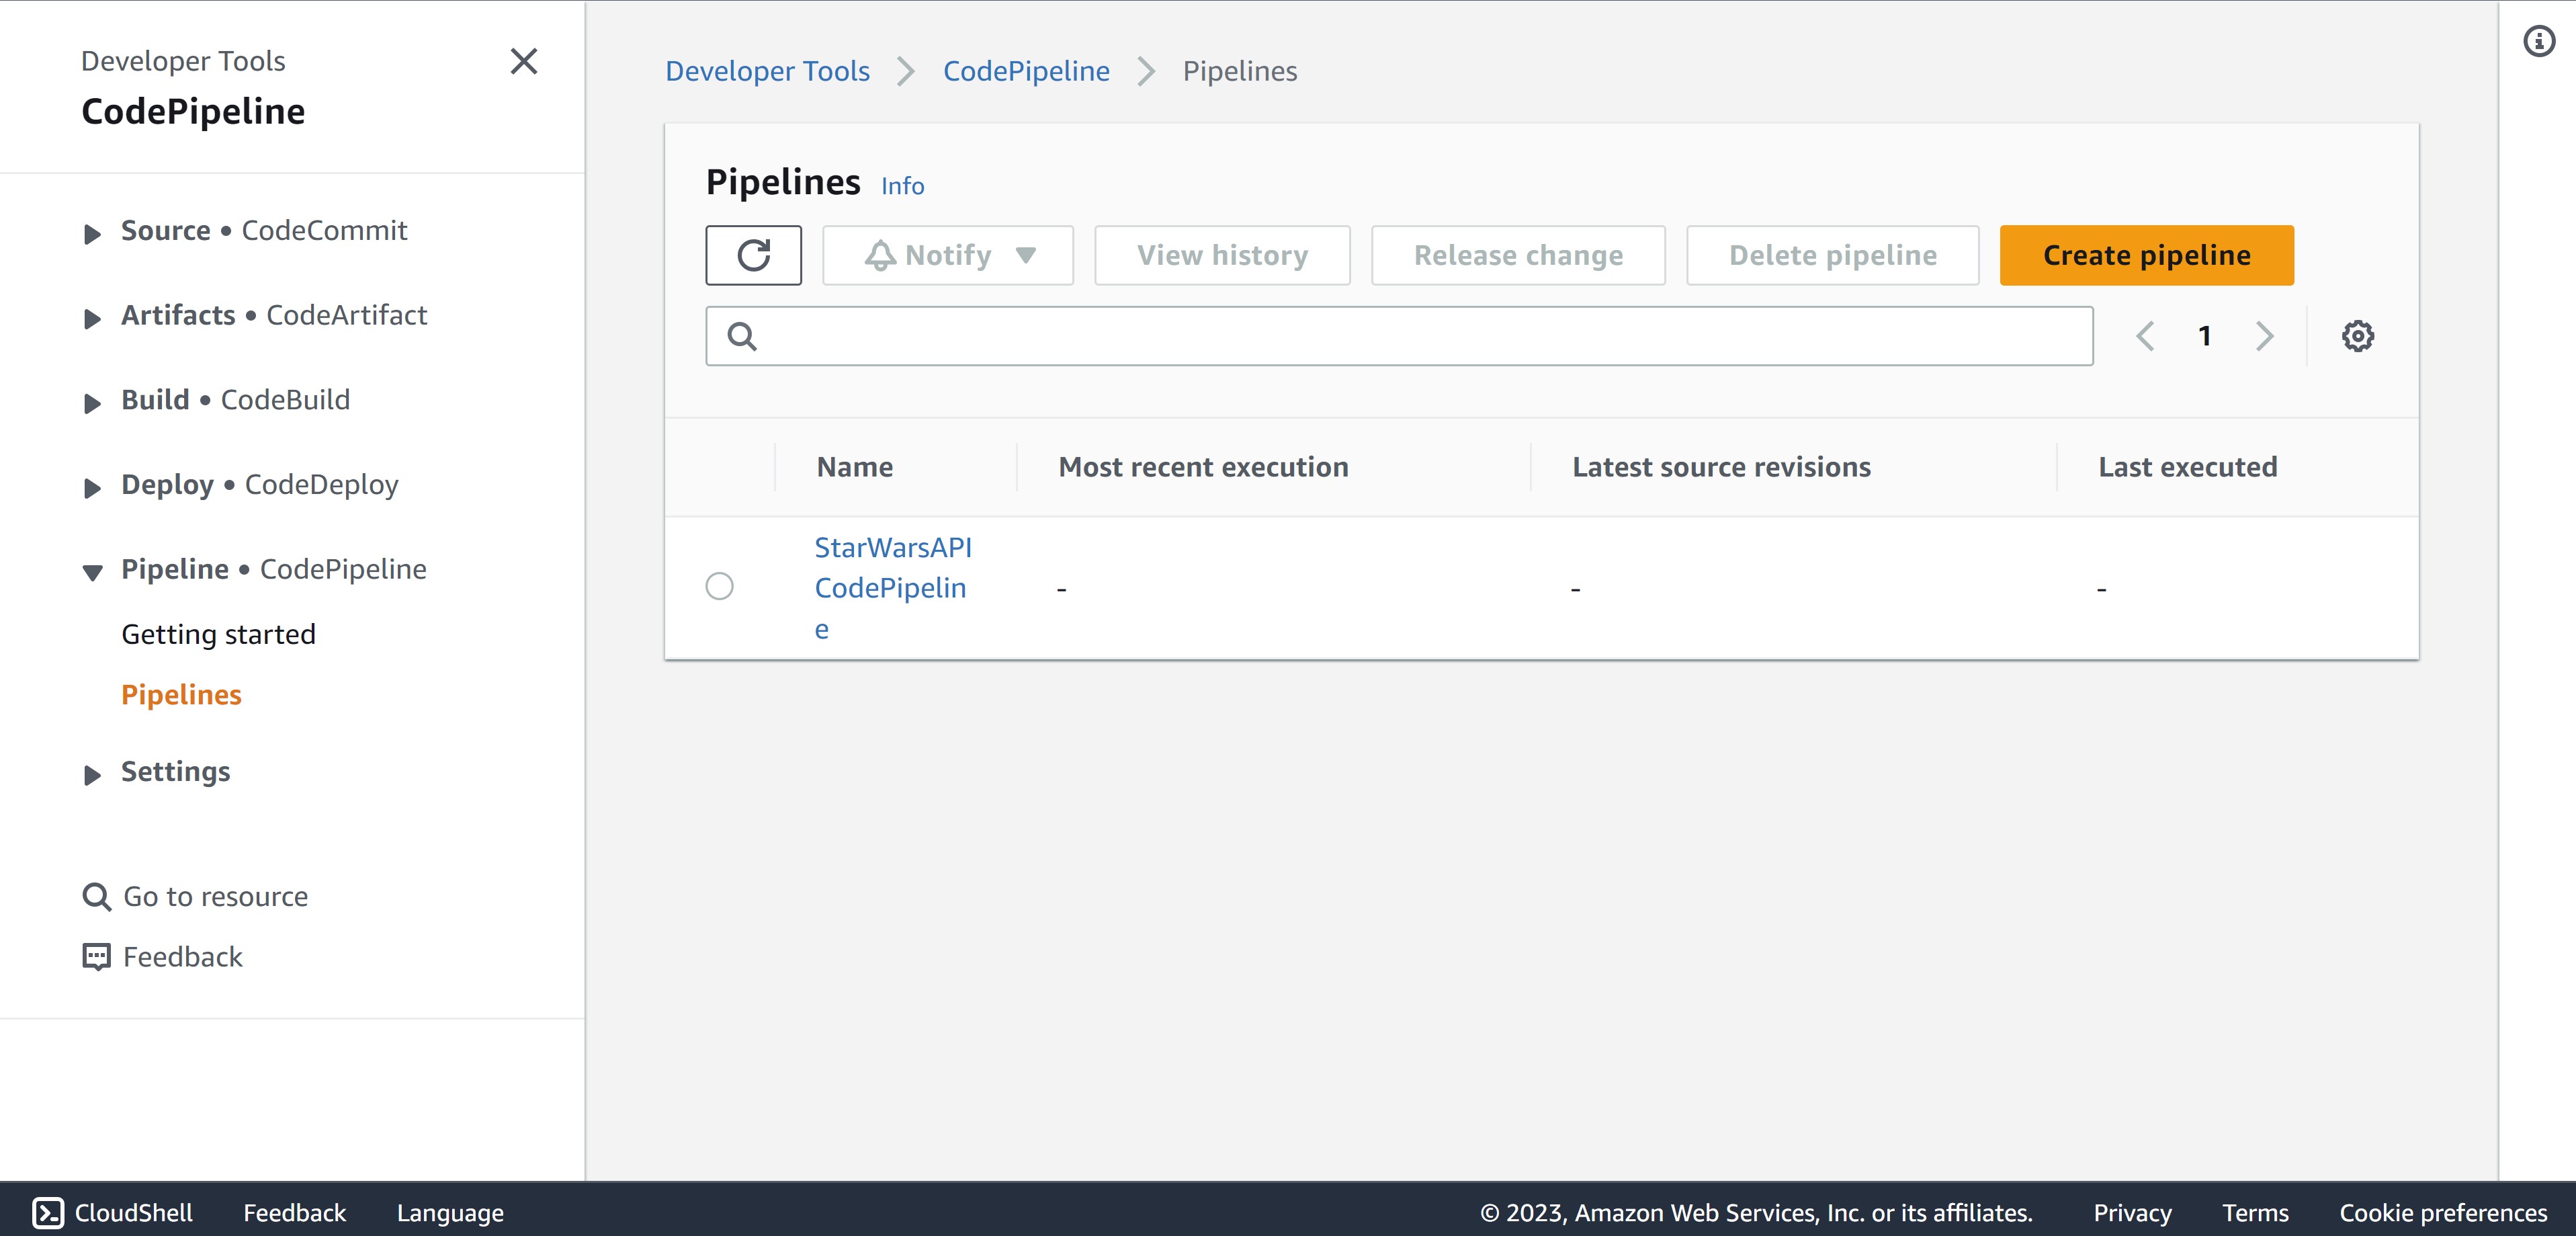 Developer Tools
CodePipeline
Source • CodeCommit
Artifacts • CodeArtifact
Build • CodeBuild
Deploy • CodeDeploy
Pipeline • CodePipeline
Getting started
Pipelines
Settings
Go to resource
Feedback
Developer Tools > CodePipeline > Pipelines
Pipelines Info
Notify View history Release change Delete pipeline Create pipeline
1
Name Most recent execution Latest source revisions Last executed
StarWarsAPI
CodePipelin
e
- - -
CloudShell Feedback Language © 2023, Amazon Web Services, Inc. or its affiliates. Privacy Terms Cookie preferences